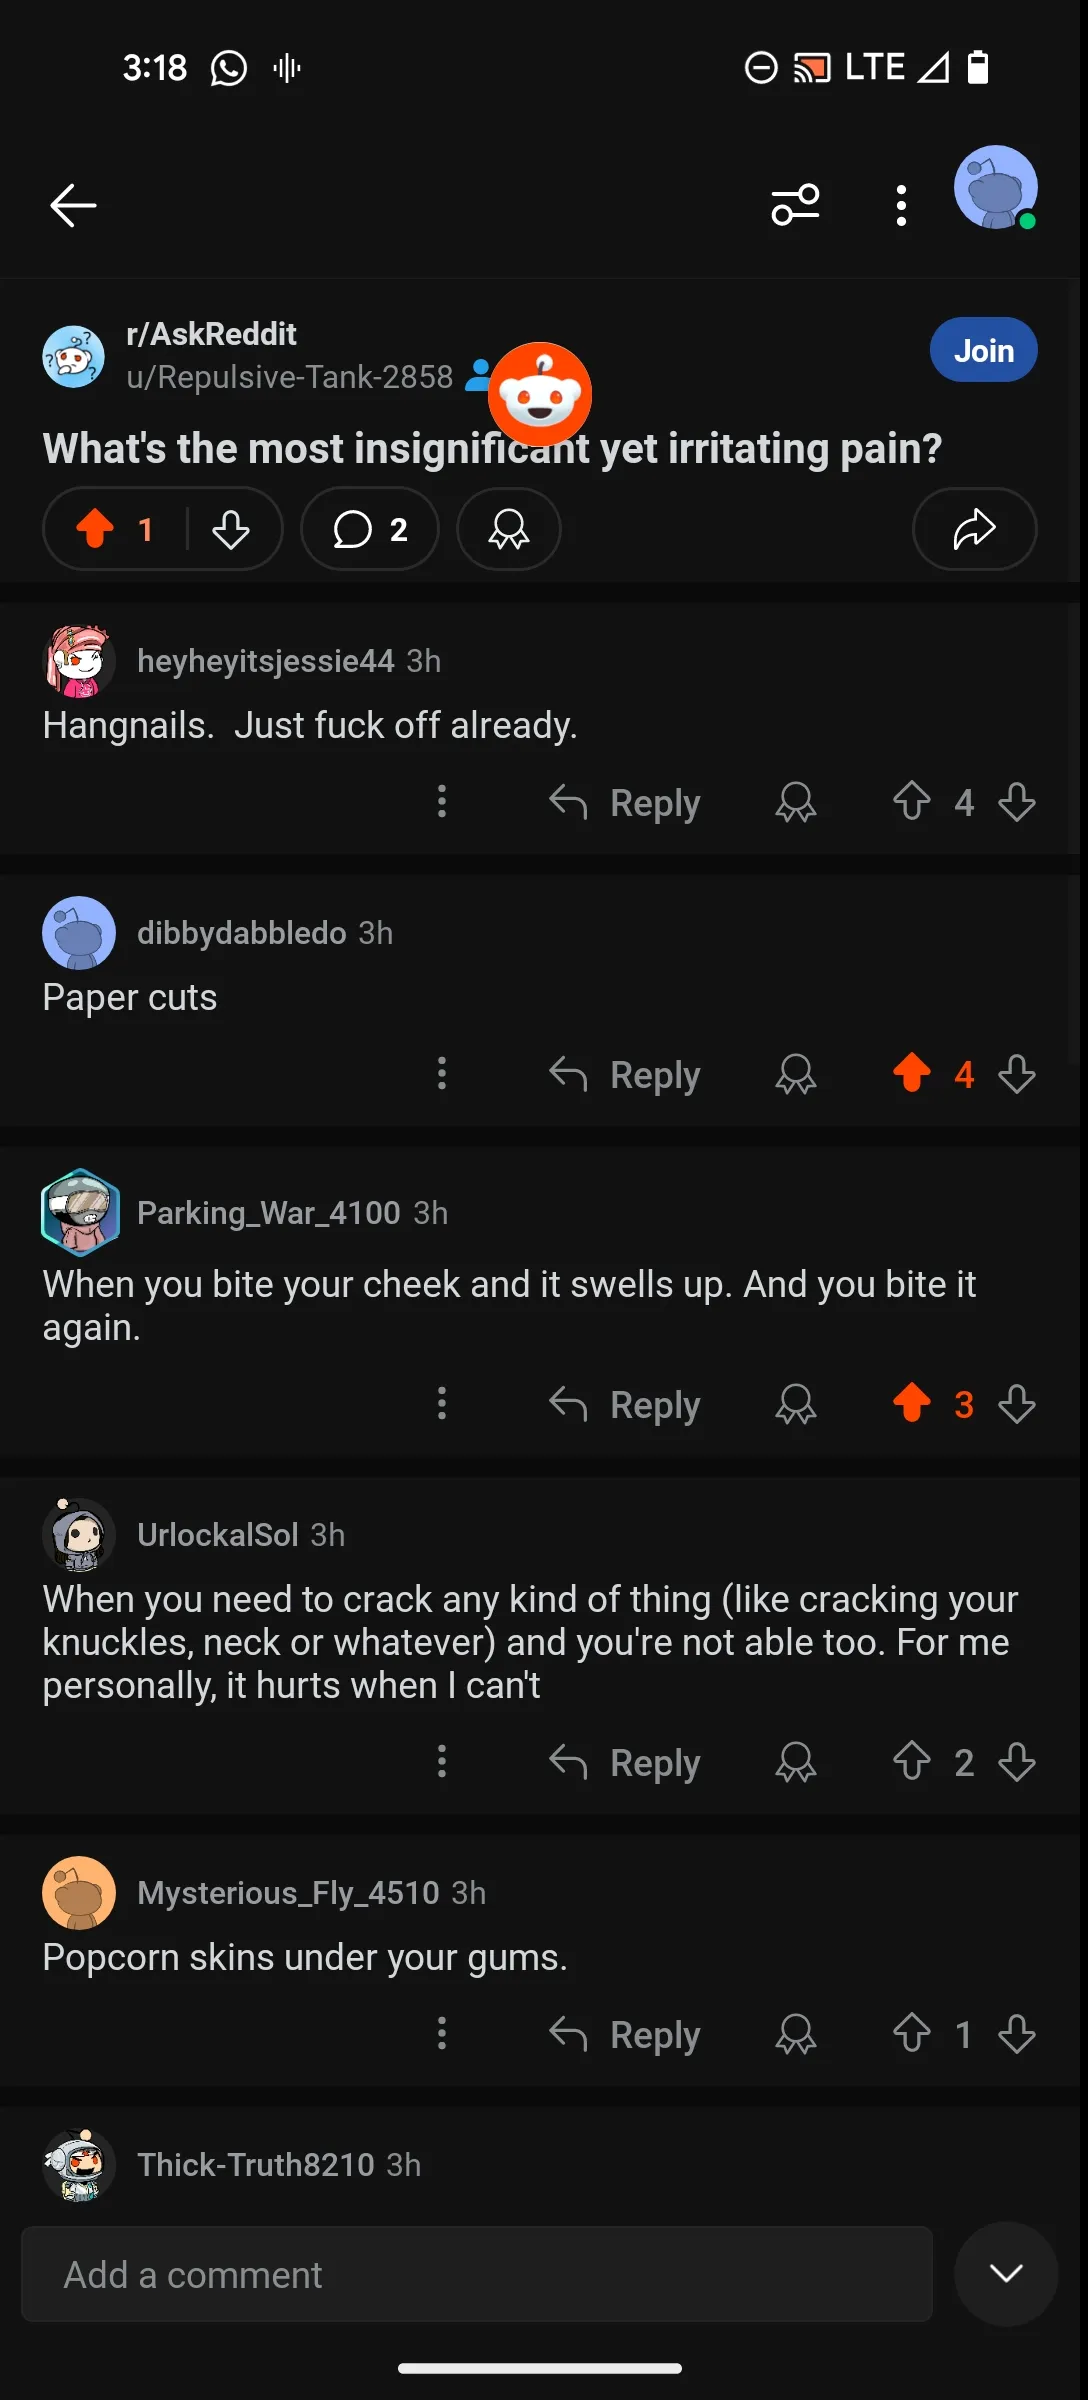 3:18 LTE
r/AskReddit
u/Repulsive-Tank-2858
Join
What's the most insignificant yet irritating pain?
1 2
heyheyitsjessie44 3h
Hangnails.  Just fuck off already.
Reply 4
dibbydabbledo 3h
Paper cuts
Reply 4
Parking_War_4100 3h
When you bite your cheek and it swells up. And you bite it
again.
Reply 3
UrlockalSol 3h
When you need to crack any kind of thing (like cracking your
knuckles, neck or whatever) and you're not able too. For me
personally, it hurts when I can't
Reply 2
Mysterious_Fly_4510 3h
Popcorn skins under your gums.
Reply 1
Thick-Truth8210 3h
Add a comment